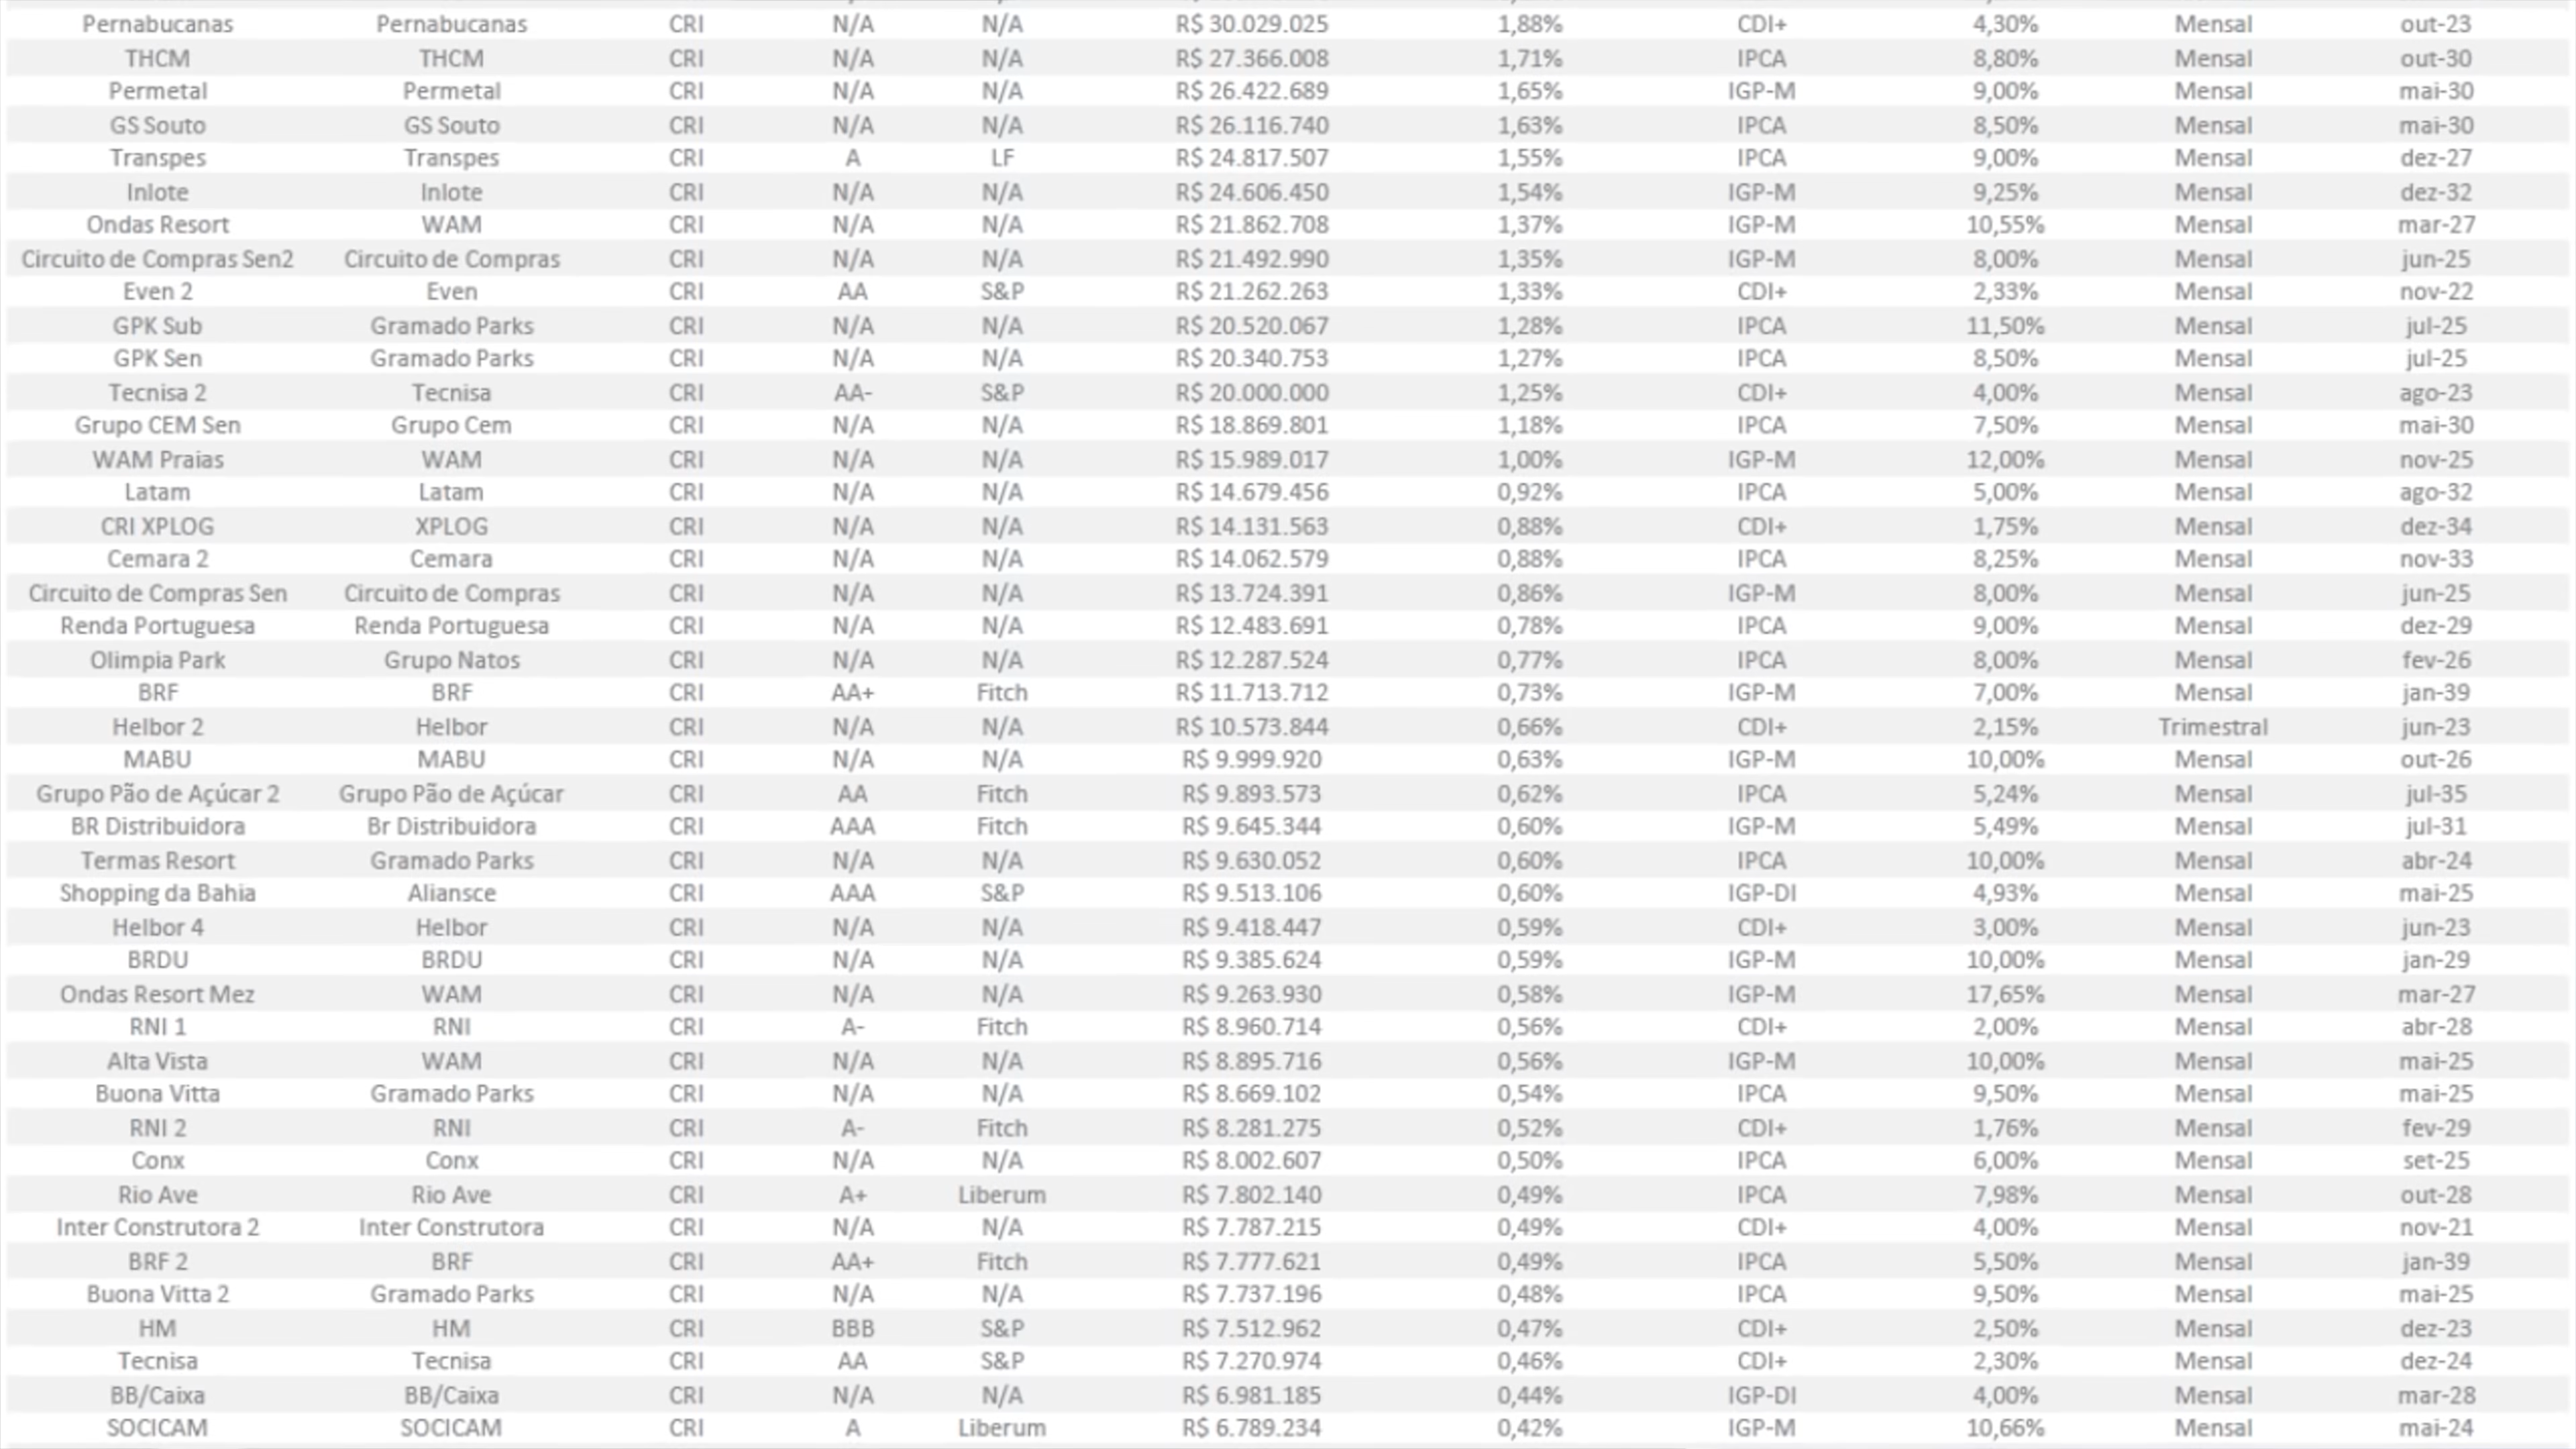 Pernabucanas Pernabucanas CRI N/A N/A R$ 30.029.025 1,88% CDI+ 4,30% Mensal out-23
THCM THCM CRI N/A N/A R$ 27.366.008 1,71% IPCA 8,80% Mensal out-30
Permetal Permetal CRI N/A N/A R$ 26.422.689 1,65% IGP-M 9,00% Mensal mai-30
GS Souto GS Souto CRI N/A N/A R$ 26.116.740 1,63% IPCA 8,50% Mensal mai-30
Transpes Transpes CRI A LF R$ 24.817.507 1,55% IPCA 9,00% Mensal dez-27
Inlote Inlote CRI N/A N/A R$ 24.606.450 1,54% IGP-M 9,25% Mensal dez-32
Ondas Resort WAM CRI N/A N/A R$ 21.862.708 1,37% IGP-M 10,55% Mensal mar-27
Circuito de Compras Sen2 Circuito de Compras CRI N/A N/A R$ 21.492.990 1,35% IGP-M 8,00% Mensal jun-25
Even 2 Even CRI AA S&P R$ 21.262.263 1,33% CDI+ 2,33% Mensal nov-22
GPK Sub Gramado Parks CRI N/A N/A R$ 20.520.067 1,28% IPCA 11,50% Mensal jul-25
GPK Sen Gramado Parks CRI N/A N/A R$ 20.340.753 1,27% IPCA 8,50% Mensal jul-25
Tecnisa 2 Tecnisa CRI AA- S&P R$ 20.000.000 1,25% CDI+ 4,00% Mensal ago-23
Grupo CEM Sen Grupo Cem CRI N/A N/A R$ 18.869.801 1,18% IPCA 7,50% Mensal mai-30
WAM Praias WAM CRI N/A N/A R$ 15.989.017 1,00% IGP-M 12,00% Mensal nov-25
Latam Latam CRI N/A N/A R$ 14.679.456 0,92% IPCA 5,00% Mensal ago-32
CRI XPLOG XPLOG CRI N/A N/A R$ 14.131.563 0,88% CDI+ 1,75% Mensal dez-34
Cemara 2 Cemara CRI N/A N/A R$ 14.062.579 0,88% IPCA 8,25% Mensal nov-33
Circuito de Compras Sen Circuito de Compras CRI N/A N/A R$ 13.724.391 0,86% IGP-M 8,00% Mensal jun-25
Renda Portuguesa Renda Portuguesa CRI N/A N/A R$ 12.483.691 0,78% IPCA 9,00% Mensal dez-29
Olimpia Park Grupo Natos CRI N/A N/A R$ 12.287.524 0,77% IPCA 8,00% Mensal fev-26
BRF BRF CRI AA+ Fitch R$ 11.713.712 0,73% IGP-M 7,00% Mensal jan-39
Helbor 2 Helbor CRI N/A N/A R$ 10.573.844 0,66% CDI+ 2,15% Trimestral jun-23
MABU MABU CRI N/A N/A R$ 9.999.920 0,63% IGP-M 10,00% Mensal out-26
Grupo Pão de Açúcar 2 Grupo Pão de Açúcar CRI AA Fitch R$ 9.893.573 0,62% IPCA 5,24% Mensal jul-35
BR Distribuidora Br Distribuidora CRI AAA Fitch R$ 9.645.344 0,60% IGP-M 5,49% Mensal jul-31
Termas Resort Gramado Parks CRI N/A N/A R$ 9.630.052 0,60% IPCA 10,00% Mensal abr-24
Shopping da Bahia Aliansce CRI AAA S&P R$ 9.513.106 0,60% IGP-DI 4,93% Mensal mai-25
Helbor 4 Helbor CRI N/A N/A R$ 9.418.447 0,59% CDI+ 3,00% Mensal jun-23
BRDU BRDU CRI N/A N/A R$ 9.385.624 0,59% IGP-M 10,00% Mensal jan-29
Ondas Resort Mez WAM CRI N/A N/A R$ 9.263.930 0,58% IGP-M 17,65% Mensal mar-27
RNI 1 RNI CRI A- Fitch R$ 8.960.714 0,56% CDI+ 2,00% Mensal abr-28
Alta Vista WAM CRI N/A N/A R$ 8.895.716 0,56% IGP-M 10,00% Mensal mai-25
Buona Vitta Gramado Parks CRI N/A N/A R$ 8.669.102 0,54% IPCA 9,50% Mensal mai-25
RNI 2 RNI CRI A- Fitch R$ 8.281.275 0,52% CDI+ 1,76% Mensal fev-29
Conx Conx CRI N/A N/A R$ 8.002.607 0,50% IPCA 6,00% Mensal set-25
Rio Ave Rio Ave CRI A+ Liberum R$ 7.802.140 0,49% IPCA 7,98% Mensal out-28
Inter Construtora 2 Inter Construtora CRI N/A N/A R$ 7.787.215 0,49% CDI+ 4,00% Mensal nov-21
BRF 2 BRF CRI AA+ Fitch R$ 7.777.621 0,49% IPCA 5,50% Mensal jan-39
Buona Vitta 2 Gramado Parks CRI N/A N/A R$ 7.737.196 0,48% IPCA 9,50% Mensal mai-25
HM HM CRI BBB S&P R$ 7.512.962 0,47% CDI+ 2,50% Mensal dez-23
Tecnisa Tecnisa CRI AA S&P R$ 7.270.974 0,46% CDI+ 2,30% Mensal dez-24
BB/Caixa BB/Caixa CRI N/A N/A R$ 6.981.185 0,44% IGP-DI 4,00% Mensal mar-28
SOCICAM SOCICAM CRI A Liberum R$ 6.789.234 0,42% IGP-M 10,66% Mensal mai-24